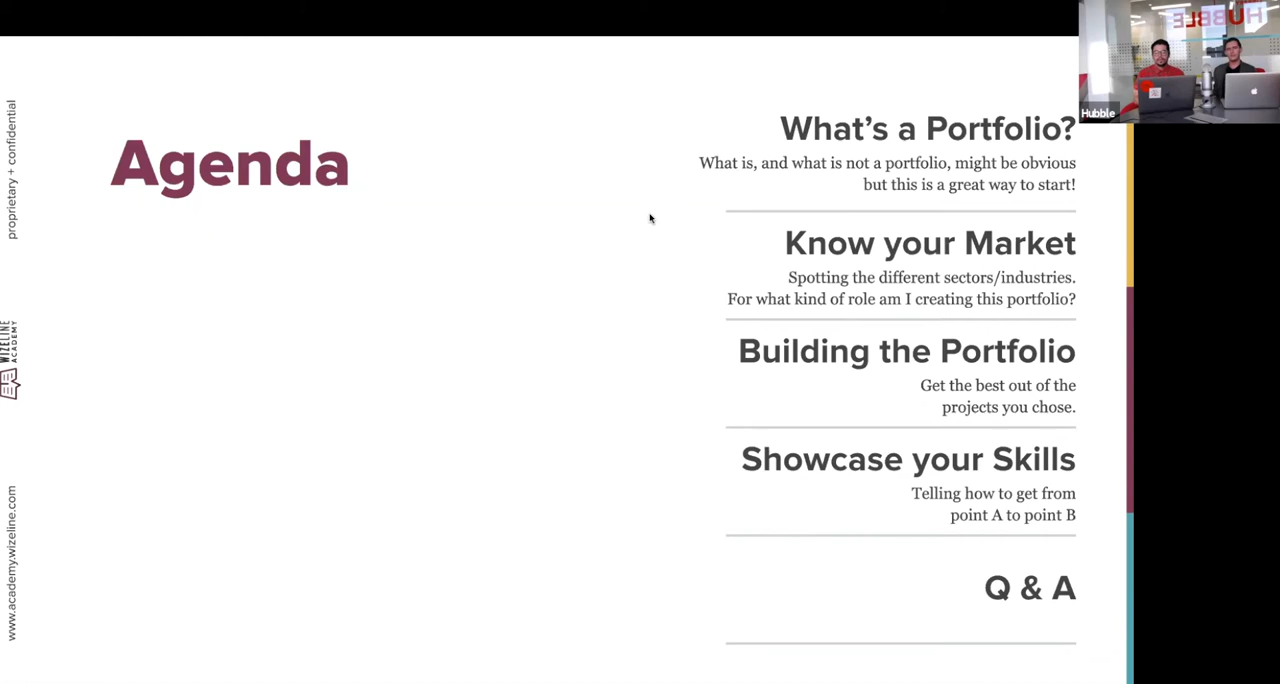 Agenda
What's a Portfolio?
What is, and what is not a portfolio, might be obvious
but this is a great way to start!
Know your Market
Spotting the different sectors/industries.
For what kind of role am I creating this portfolio?
Building the Portfolio
Get the best out of the
projects you chose.
Showcase your Skills
Telling how to get from
point A to point B
Q & A
proprietary + confidential
WIZELINE
ACADEMY
www.academy.wizeline.com
HUBBLE
Hubble